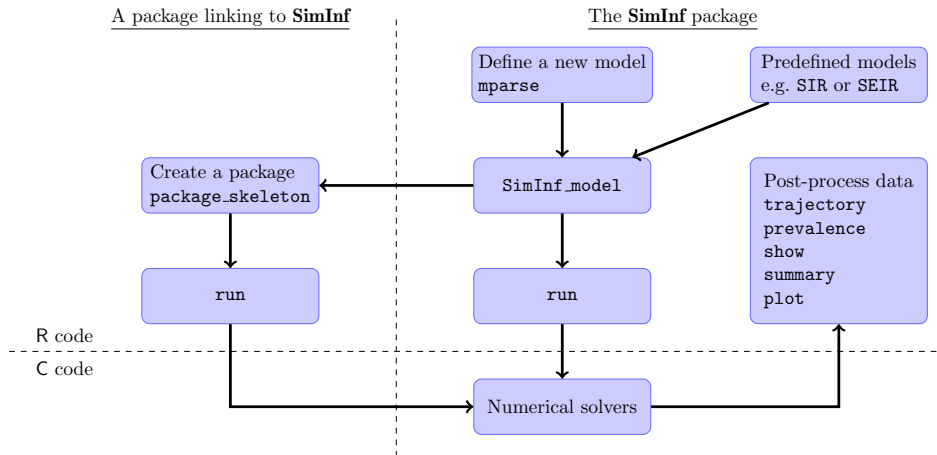 A package linking to SimInf
The SimInf package
Define a new model
mparse
Predefined models
e.g. SIR or SEIR
Create a package
package_skeleton
SimInf_model
Post-process data
trajectory
prevalence
show
summary
plot
run
run
R code
C code
Numerical solvers